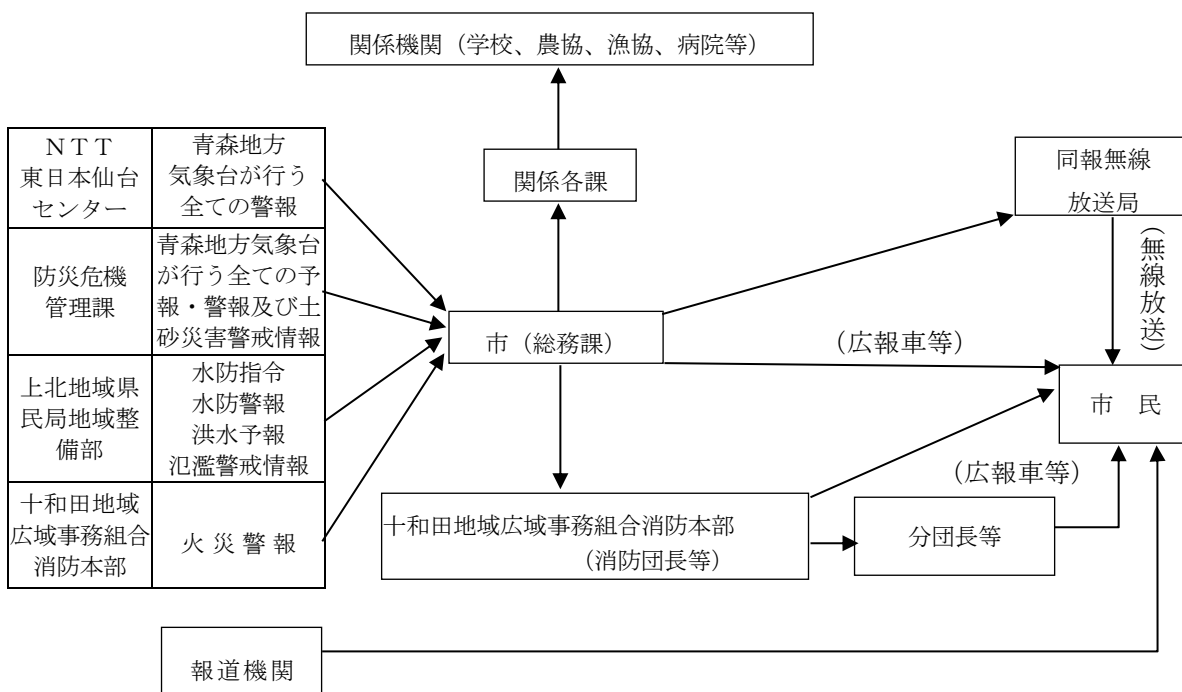 関係機関（学校、農協、漁協、病院等）
ＮＴＴ
東日本仙台
センター
青森地方
気象台が行う
全ての警報
関係各課
同報無線
放送局
（無線放送）
防災危機
管理課
青森地方気象台
が行う全ての予
報・警報及び土
砂災害警戒情報
市（総務課）
（広報車等）
上北地域県
民局地域整
備部
水防指令
水防警報
洪水予報
氾濫警戒情報
市　民
（広報車等）
十和田地域
広域事務組合
消防本部
火 災 警 報
十和田地域広域事務組合消防本部
（消防団長等）
分団長等
報道機関